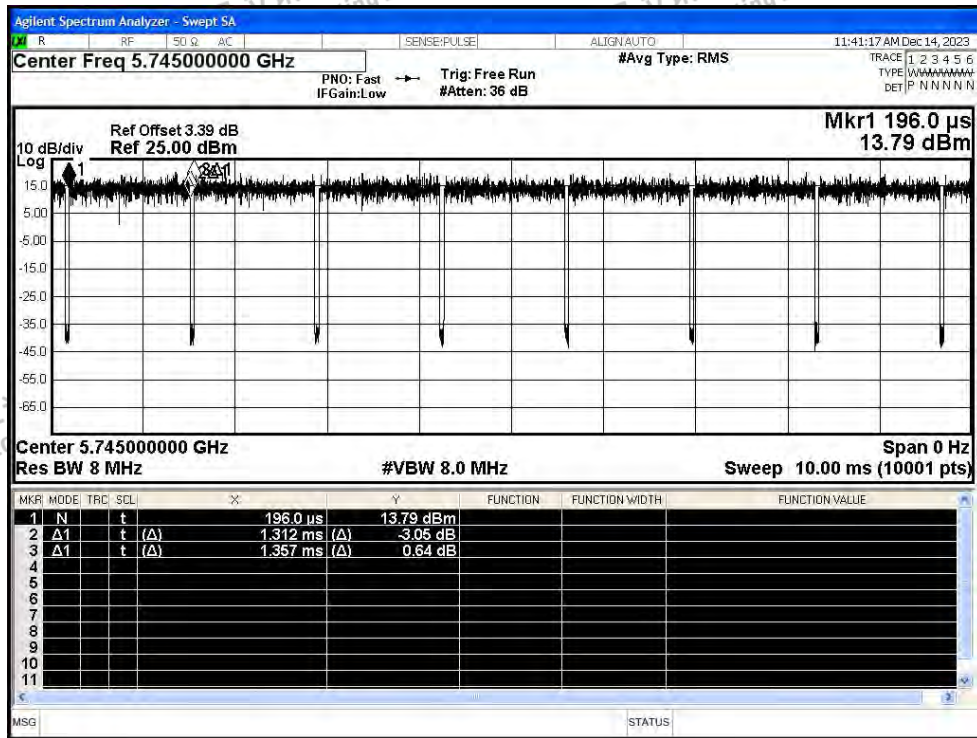 Agilent Spectrum Analyzer - Swept SA
LXI R RF 50 Ω AC SENSE:PULSE ALIGN AUTO 11:41:17 AM Dec 14, 2023
Center Freq 5.745000000 GHz
PNO: Fast
IFGain:Low
Trig: Free Run
#Atten: 36 dB
#Avg Type: RMS
TRACE 1 2 3 4 5 6
TYPE WWWWWW
DET P N N N N N
Mkr1 196.0 µs
13.79 dBm
Ref Offset 3.39 dB
10 dB/div Ref 25.00 dBm
Log
1
15.0
5.00
-5.00
-15.0
-25.0
-35.0
-45.0
-55.0
-65.0
Center 5.745000000 GHz Span 0 Hz
Res BW 8 MHz #VBW 8.0 MHz Sweep 10.00 ms (10001 pts)
MKR MODE TRC SCL X Y FUNCTION FUNCTION WIDTH FUNCTION VALUE
1 N t 196.0 µs 13.79 dBm
2 Δ1 t (Δ) 1.312 ms (Δ) -3.05 dB
3 Δ1 t (Δ) 1.357 ms (Δ) 0.64 dB
4
5
6
7
8
9
10
11
MSG STATUS